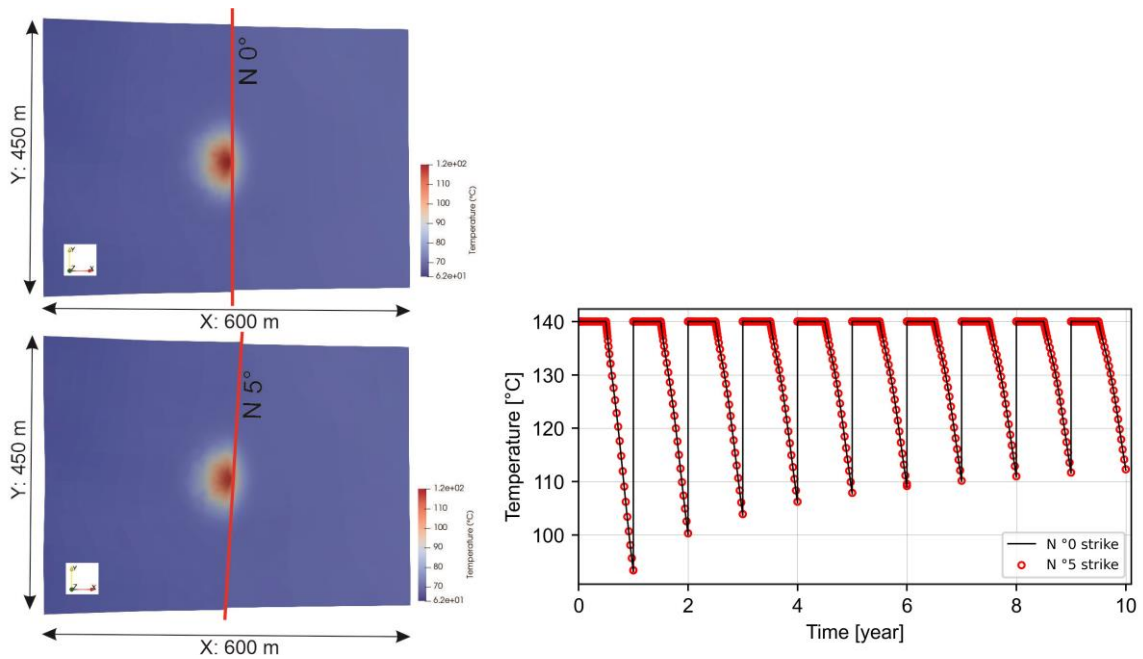 N 0°
Y: 450 m
1.2e+02
110
100
90
80
70
6.2e+01
Temperature (°C)
Y
Z
X
X: 600 m
N 5°
Y: 450 m
1.2e+02
110
100
90
80
70
6.2e+01
Temperature (°C)
Y
Z
X
X: 600 m
Temperature [°C]
140
130
120
110
100
N °0 strike
N °5 strike
0 2 4 6 8 10
Time [year]